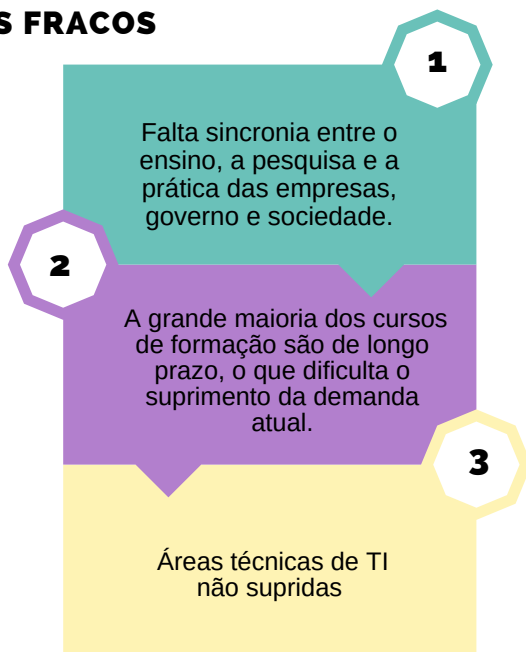 S FRACOS
1
Falta sincronia entre o
ensino, a pesquisa e a
prática das empresas,
governo e sociedade.
2
A grande maioria dos cursos
de formação são de longo
prazo, o que dificulta o
suprimento da demanda
atual.
3
Áreas técnicas de TI
não supridas